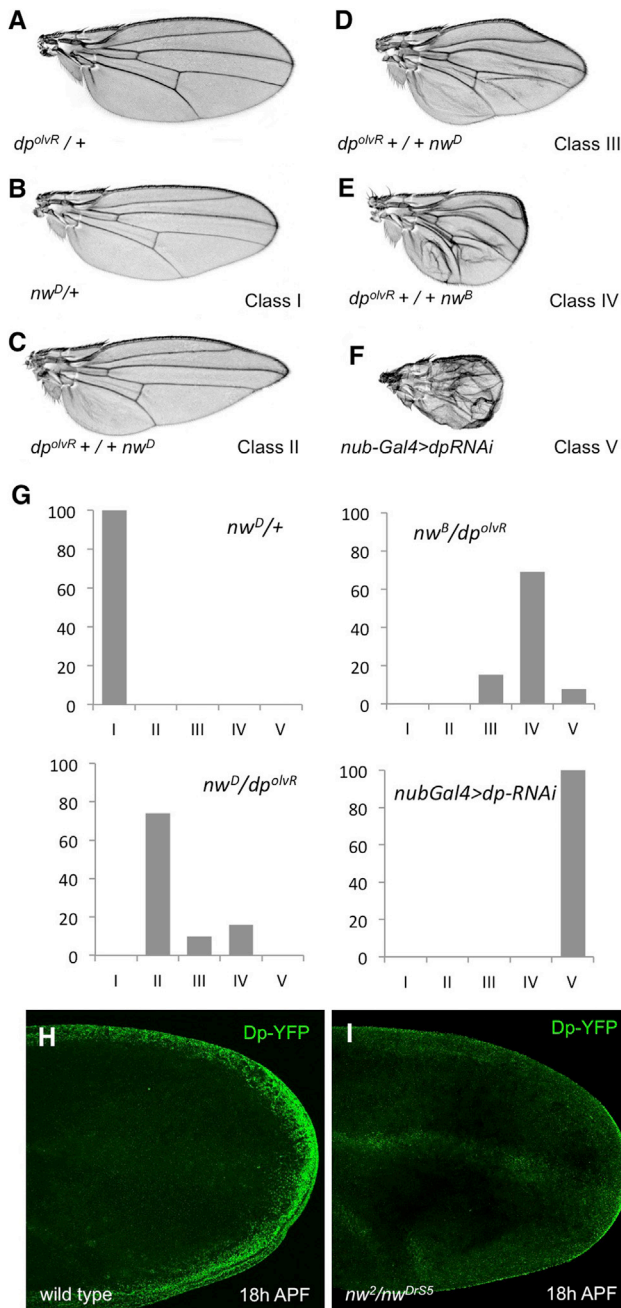 A
dp^olvR / +
B
nw^D/+
Class I
C
dp^olvR + / + nw^D
Class II
D
dp^olvR + / + nw^D
Class III
E
dp^olvR + / + nw^B
Class IV
F
nub-Gal4>dpRNAi
Class V
G
nw^D/+
100
80
60
40
20
0
I II III IV V
nw^B/dp^olvR
100
80
60
40
20
0
I II III IV V
nw^D/dp^olvR
100
80
60
40
20
0
I II III IV V
nubGal4>dp-RNAi
100
80
60
40
20
0
I II III IV V
H
Dp-YFP
wild type
18h APF
I
Dp-YFP
nw^2/nw^DrS5
18h APF